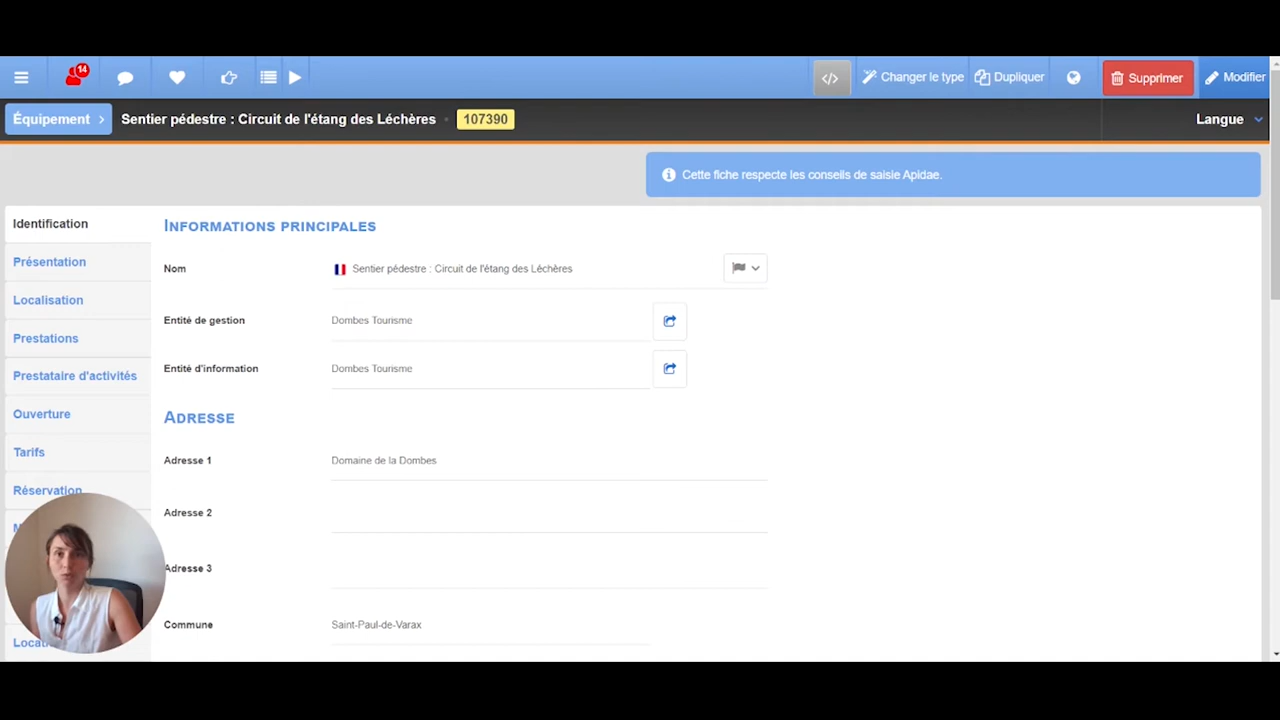 14
</> Changer le type Dupliquer Supprimer Modifier
Équipement > Sentier pédestre : Circuit de l'étang des Léchères 107390 Langue
Cette fiche respecte les conseils de saisie Apidae.
Identification
Présentation
Localisation
Prestations
Prestataire d'activités
Ouverture
Tarifs
Réservation
INFORMATIONS PRINCIPALES
Nom Sentier pédestre : Circuit de l'étang des Léchères
Entité de gestion Dombes Tourisme
Entité d'information Dombes Tourisme
ADRESSE
Adresse 1 Domaine de la Dombes
Adresse 2
Adresse 3
Commune Saint-Paul-de-Varax